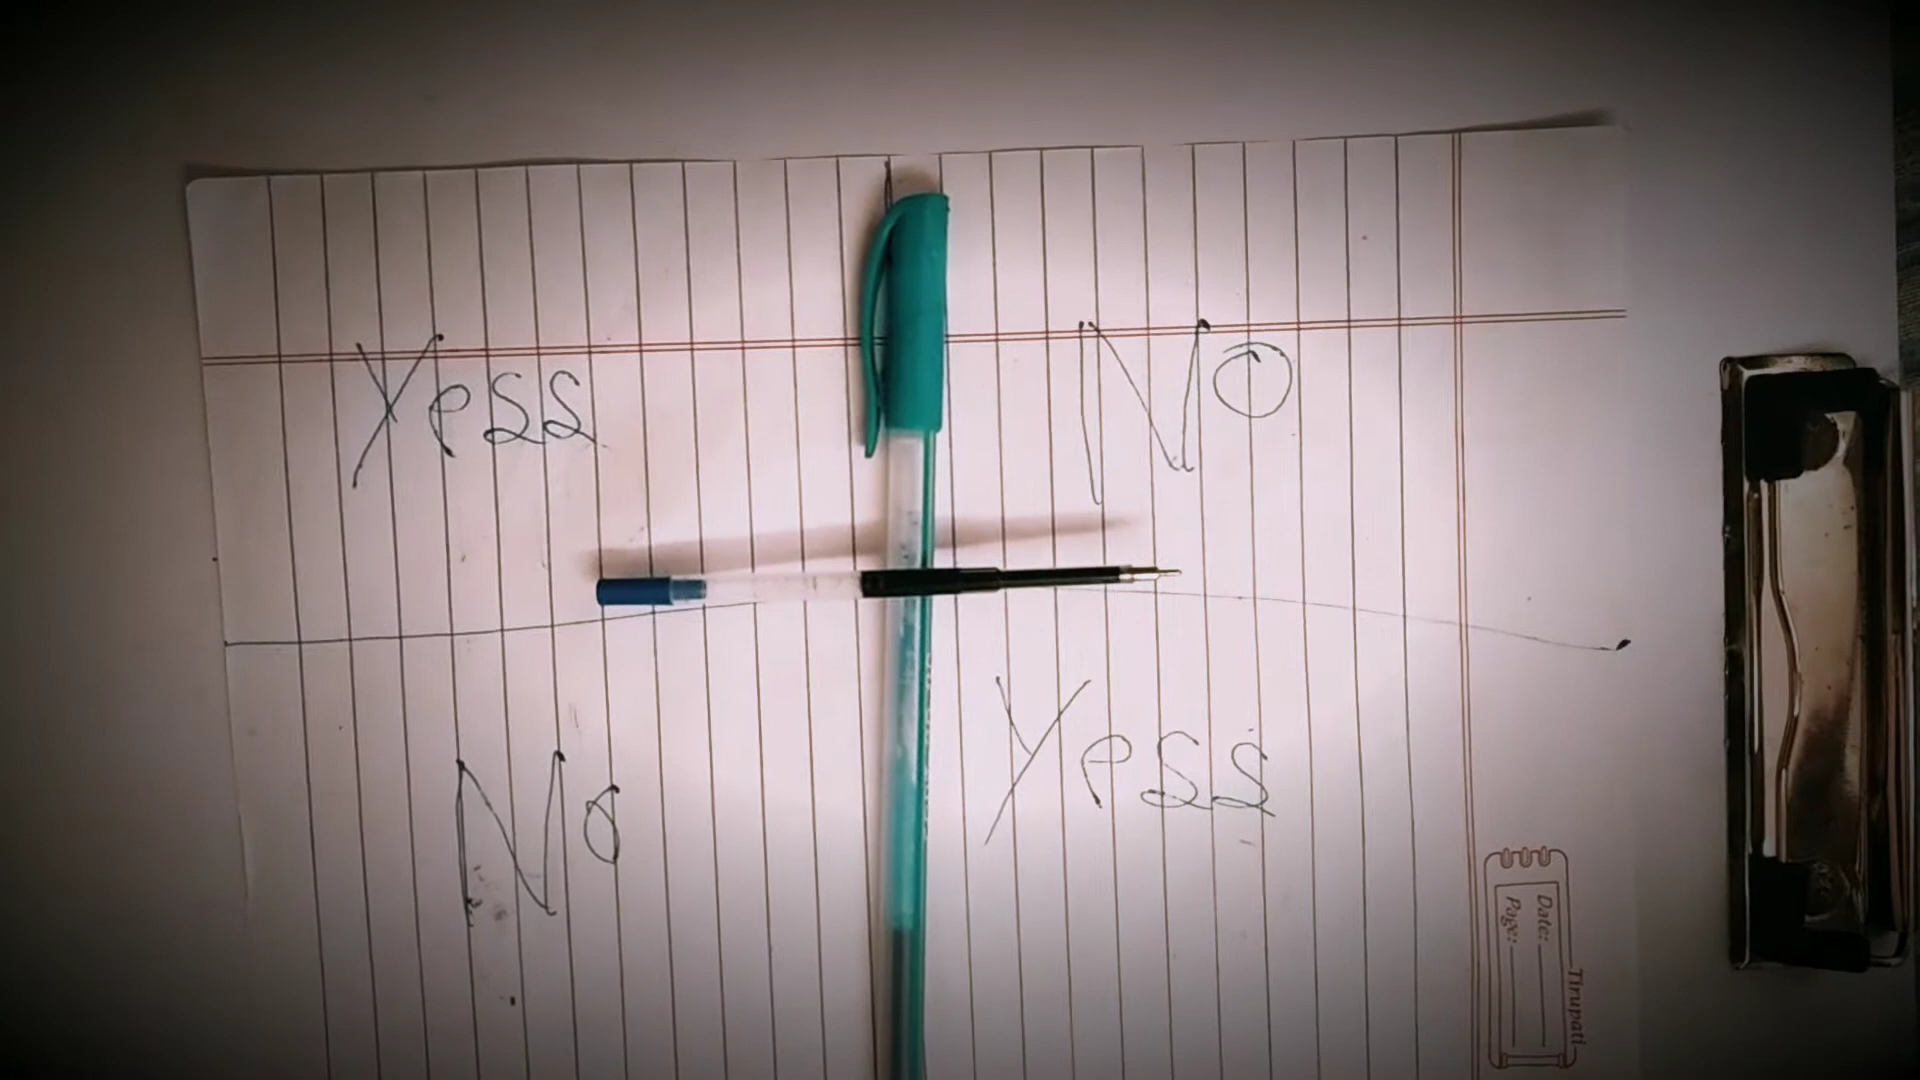 Yess No
No Yess
Tirupati
Date:
Page: